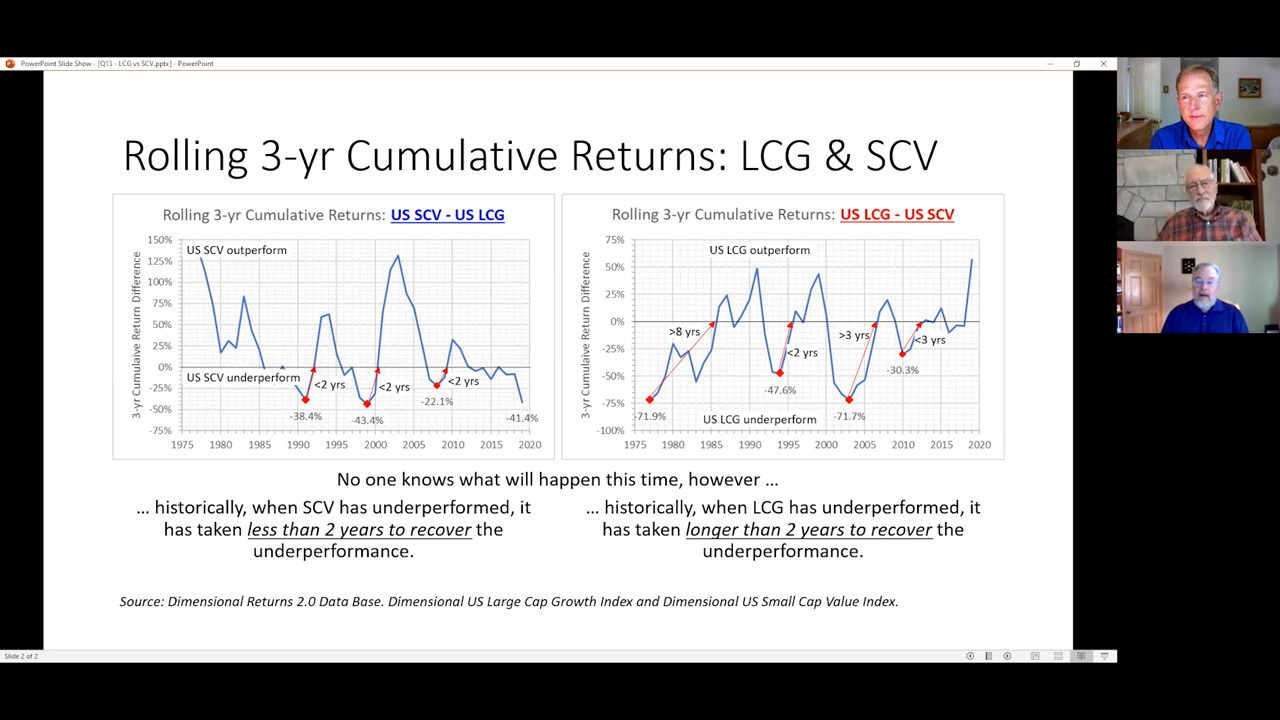 PowerPoint Slide Show - [Q13 - LCG vs SCV.pptx] - PowerPoint
Rolling 3-yr Cumulative Returns: LCG & SCV
Rolling 3-yr Cumulative Returns: US SCV - US LCG
3-yr Cumulative Return Difference
150%
125%
100%
75%
50%
25%
0%
-25%
-50%
-75%
US SCV outperform
US SCV underperform
<2 yrs
<2 yrs
<2 yrs
-38.4%
-43.4%
-22.1%
-41.4%
1975 1980 1985 1990 1995 2000 2005 2010 2015 2020
Rolling 3-yr Cumulative Returns: US LCG - US SCV
3-yr Cumulaive Return Difference
75%
50%
25%
0%
-25%
-50%
-75%
-100%
US LCG outperform
>8 yrs
<2 yrs
>3 yrs
<3 yrs
-71.9%
-47.6%
-71.7%
-30.3%
US LCG underperform
1975 1980 1985 1990 1995 2000 2005 2010 2015 2020
No one knows what will happen this time, however ...
... historically, when SCV has underperformed, it
has taken less than 2 years to recover the
underperformance.
... historically, when LCG has underperformed, it
has taken longer than 2 years to recover the
underperformance.
Source: Dimensional Returns 2.0 Data Base. Dimensional US Large Cap Growth Index and Dimensional US Small Cap Value Index.
Slide 2 of 2